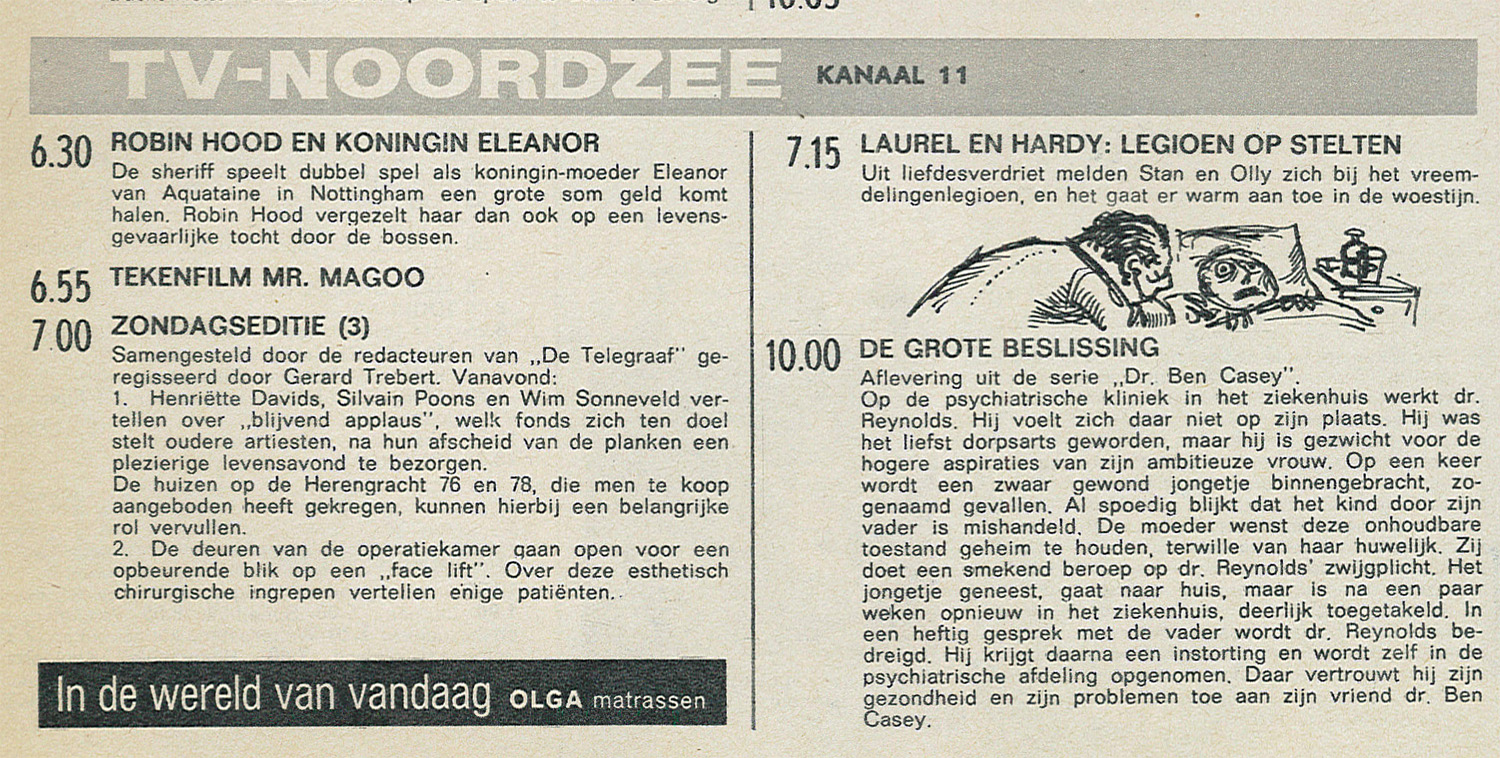 10.05
TV-NOORDZEE KANAAL 11
6.30 ROBIN HOOD EN KONINGIN ELEANOR
De sheriff speelt dubbel spel als koningin-moeder Eleanor
van Aquataine in Nottingham een grote som geld komt
halen. Robin Hood vergezelt haar dan ook op een levens-
gevaarlijke tocht door de bossen.
6.55 TEKENFILM MR. MAGOO
7.00 ZONDAGSEDITIE (3)
Samengesteld door de redacteuren van „De Telegraaf" ge-
regisseerd door Gerard Trebert. Vanavond:
1. Henriëtte Davids, Silvain Poons en Wim Sonneveld ver-
tellen over „blijvend applaus", welk fonds zich ten doel
stelt oudere artiesten, na hun afscheid van de planken een
plezierige levensavond te bezorgen.
De huizen op de Herengracht 76 en 78, die men te koop
aangeboden heeft gekregen, kunnen hierbij een belangrijke
rol vervullen.
2. De deuren van de operatiekamer gaan open voor een
opbeurende blik op een „face lift". Over deze esthetisch
chirurgische ingrepen vertellen enige patiënten.
In de wereld van vandaag OLGA matrassen
7.15 LAUREL EN HARDY: LEGIOEN OP STELTEN
Uit liefdesverdriet melden Stan en Olly zich bij het vreem-
delingenlegioen, en het gaat er warm aan toe in de woestijn.
10.00 DE GROTE BESLISSING
Aflevering uit de serie „Dr. Ben Casey".
Op de psychiatrische kliniek in het ziekenhuis werkt dr.
Reynolds. Hij voelt zich daar niet op zijn plaats. Hij was
het liefst dorpsarts geworden, maar hij is gezwicht voor de
hogere aspiraties van zijn ambitieuze vrouw. Op een keer
wordt een zwaar gewond jongetje binnengebracht, zo-
genaamd gevallen. Al spoedig blijkt dat het kind door zijn
vader is mishandeld. De moeder wenst deze onhoudbare
toestand geheim te houden, terwille van haar huwelijk. Zij
doet een smekend beroep op dr. Reynolds' zwijgplicht. Het
jongetje geneest, gaat naar huis, maar is na een paar
weken opnieuw in het ziekenhuis, deerlijk toegetakeld. In
een heftig gesprek met de vader wordt dr. Reynolds be-
dreigd. Hij krijgt daarna een instorting en wordt zelf in de
psychiatrische afdeling opgenomen. Daar vertrouwt hij zijn
gezondheid en zijn problemen toe aan zijn vriend dr. Ben
Casey.